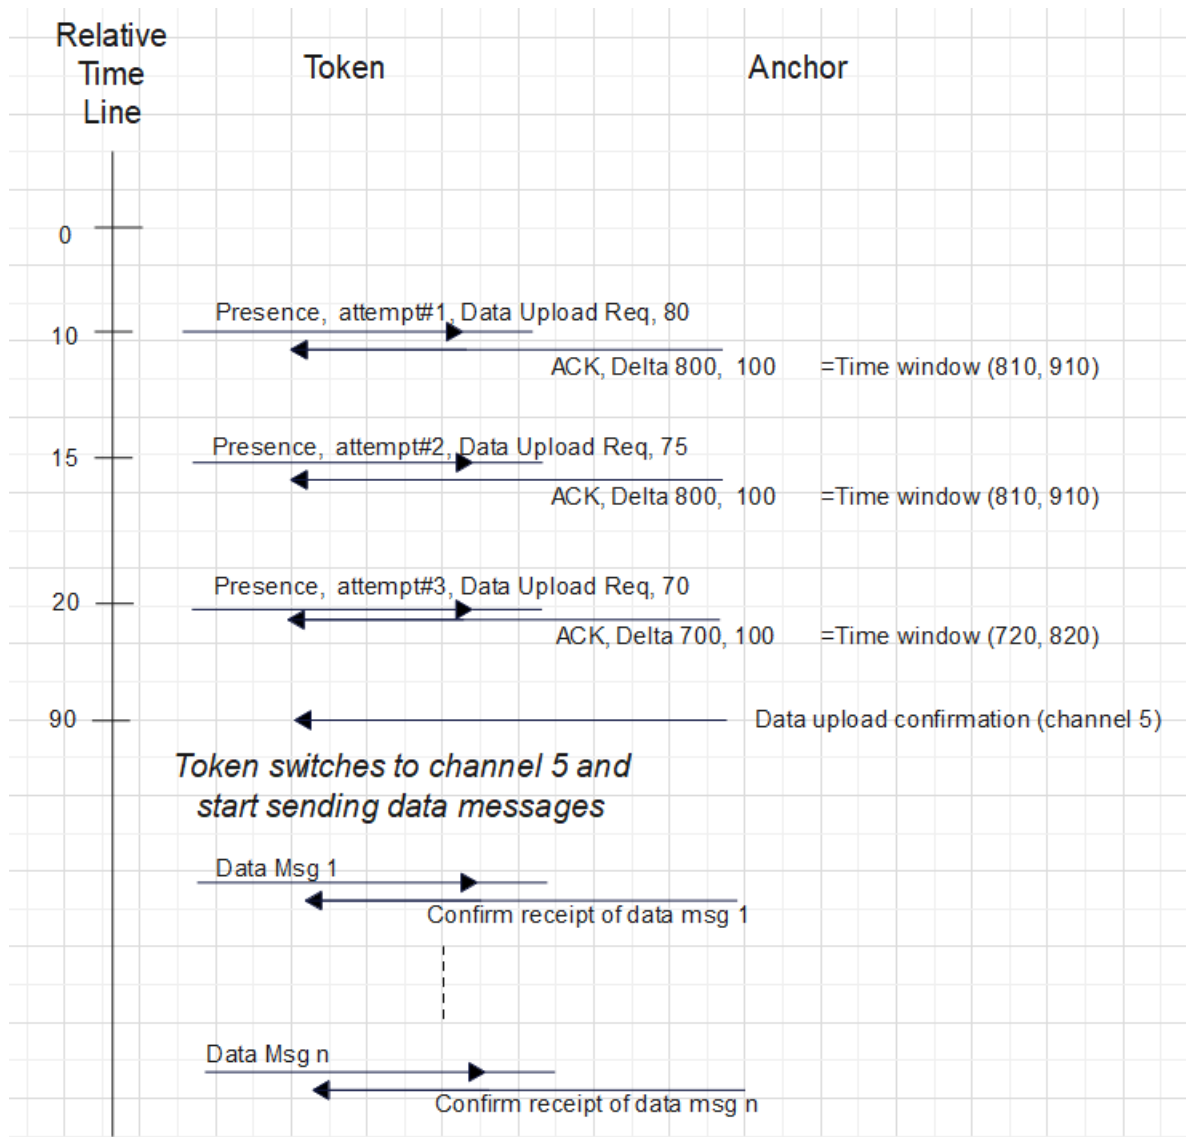 Relative
Time
Line
Token
Anchor
0
Presence, attempt#1, Data Upload Req, 80
10
ACK, Delta 800, 100 =Time window (810, 910)
Presence, attempt#2, Data Upload Req, 75
15
ACK, Delta 800, 100 =Time window (810, 910)
Presence, attempt#3, Data Upload Req, 70
20
ACK, Delta 700, 100 =Time window (720, 820)
90
Data upload confirmation (channel 5)
Token switches to channel 5 and
start sending data messages
Data Msg 1
Confirm receipt of data msg 1
Data Msg n
Confirm receipt of data msg n